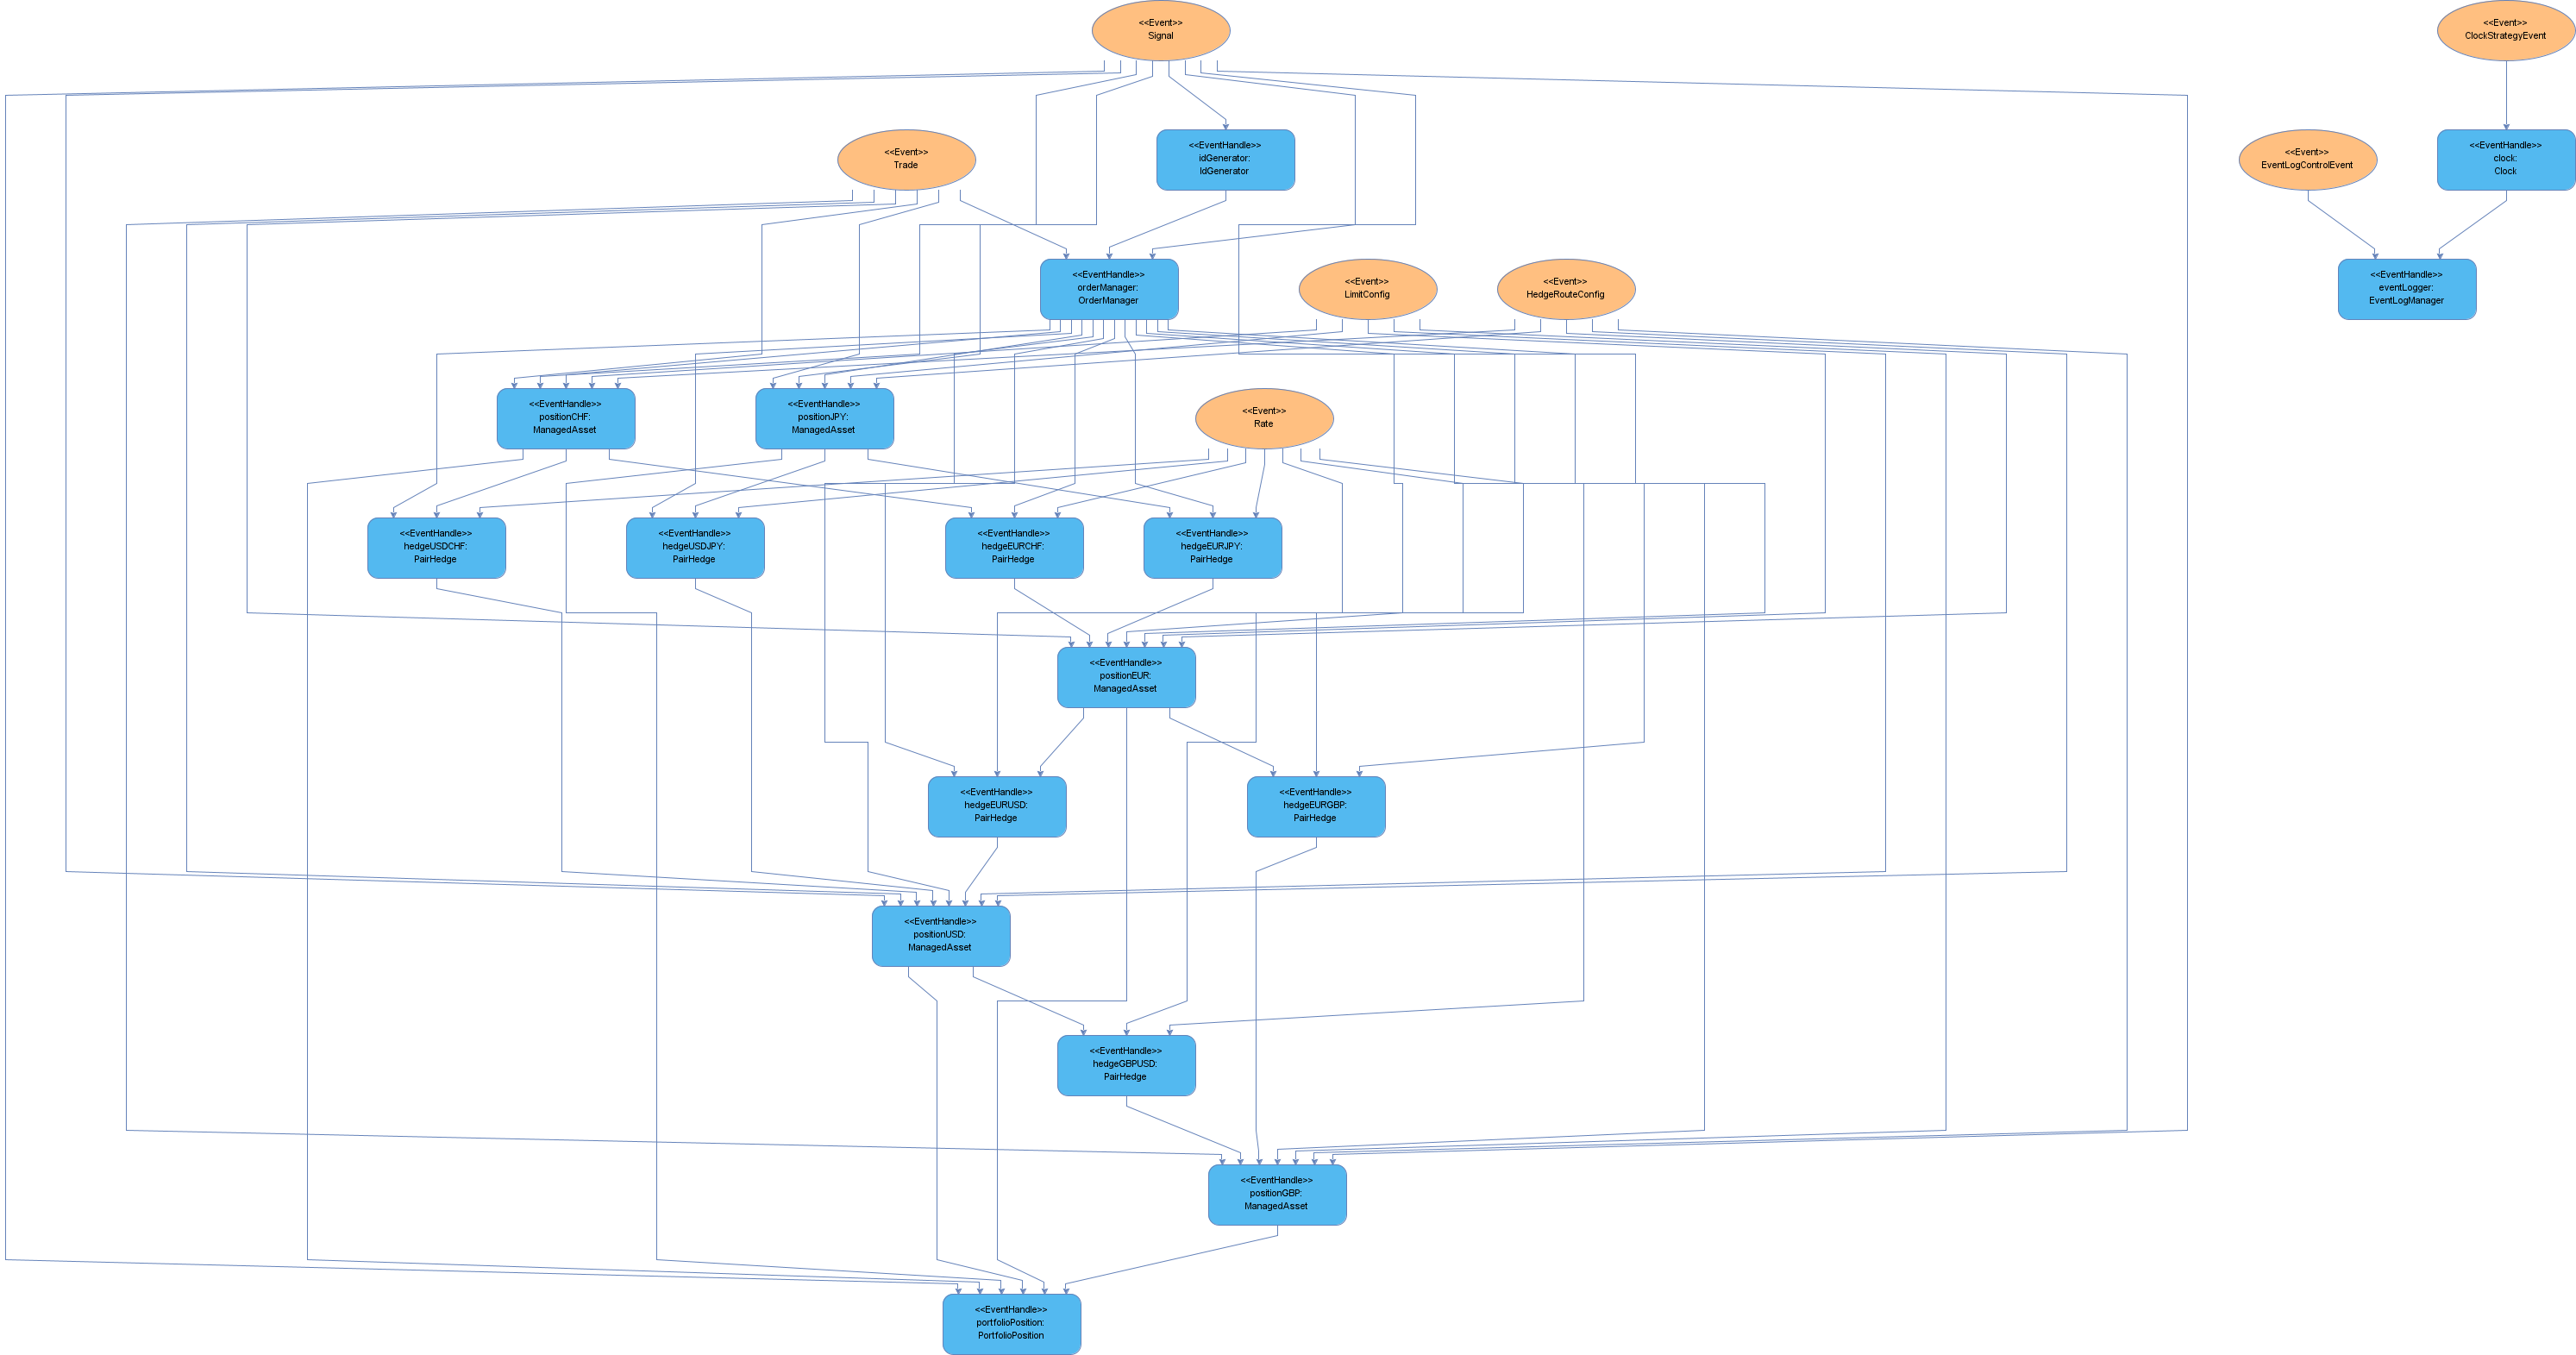 <<Event>>
Signal
<<Event>>
ClockStrategyEvent
<<Event>>
Trade
<<EventHandle>>
idGenerator:
IdGenerator
<<Event>>
EventLogControlEvent
<<EventHandle>>
clock:
Clock
<<EventHandle>>
orderManager:
OrderManager
<<Event>>
LimitConfig
<<Event>>
HedgeRouteConfig
<<EventHandle>>
eventLogger:
EventLogManager
<<EventHandle>>
positionCHF:
ManagedAsset
<<EventHandle>>
positionJPY:
ManagedAsset
<<Event>>
Rate
<<EventHandle>>
hedgeUSDCHF:
PairHedge
<<EventHandle>>
hedgeUSDJPY:
PairHedge
<<EventHandle>>
hedgeEURCHF:
PairHedge
<<EventHandle>>
hedgeEURJPY:
PairHedge
<<EventHandle>>
positionEUR:
ManagedAsset
<<EventHandle>>
hedgeEURUSD:
PairHedge
<<EventHandle>>
hedgeEURGBP:
PairHedge
<<EventHandle>>
positionUSD:
ManagedAsset
<<EventHandle>>
hedgeGBPUSD:
PairHedge
<<EventHandle>>
positionGBP:
ManagedAsset
<<EventHandle>>
portfolioPosition:
PortfolioPosition